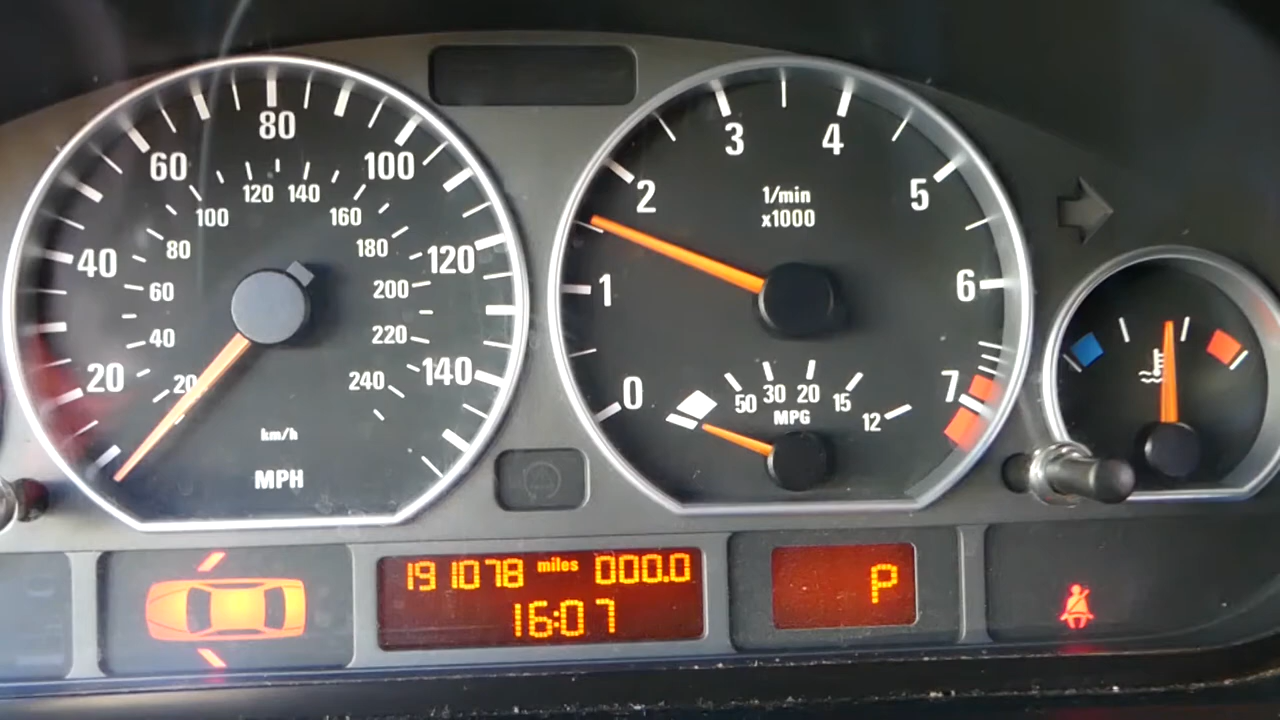 80
60
100
40
120
20
140
MPH
120 140
100 160
80 180
60 200
40 220
20 240
km/h
3 4
2 5
1 6
0 7
1/min
x1000
50 30 20 15 12
MPG
191078 miles 000.0
16:07
P